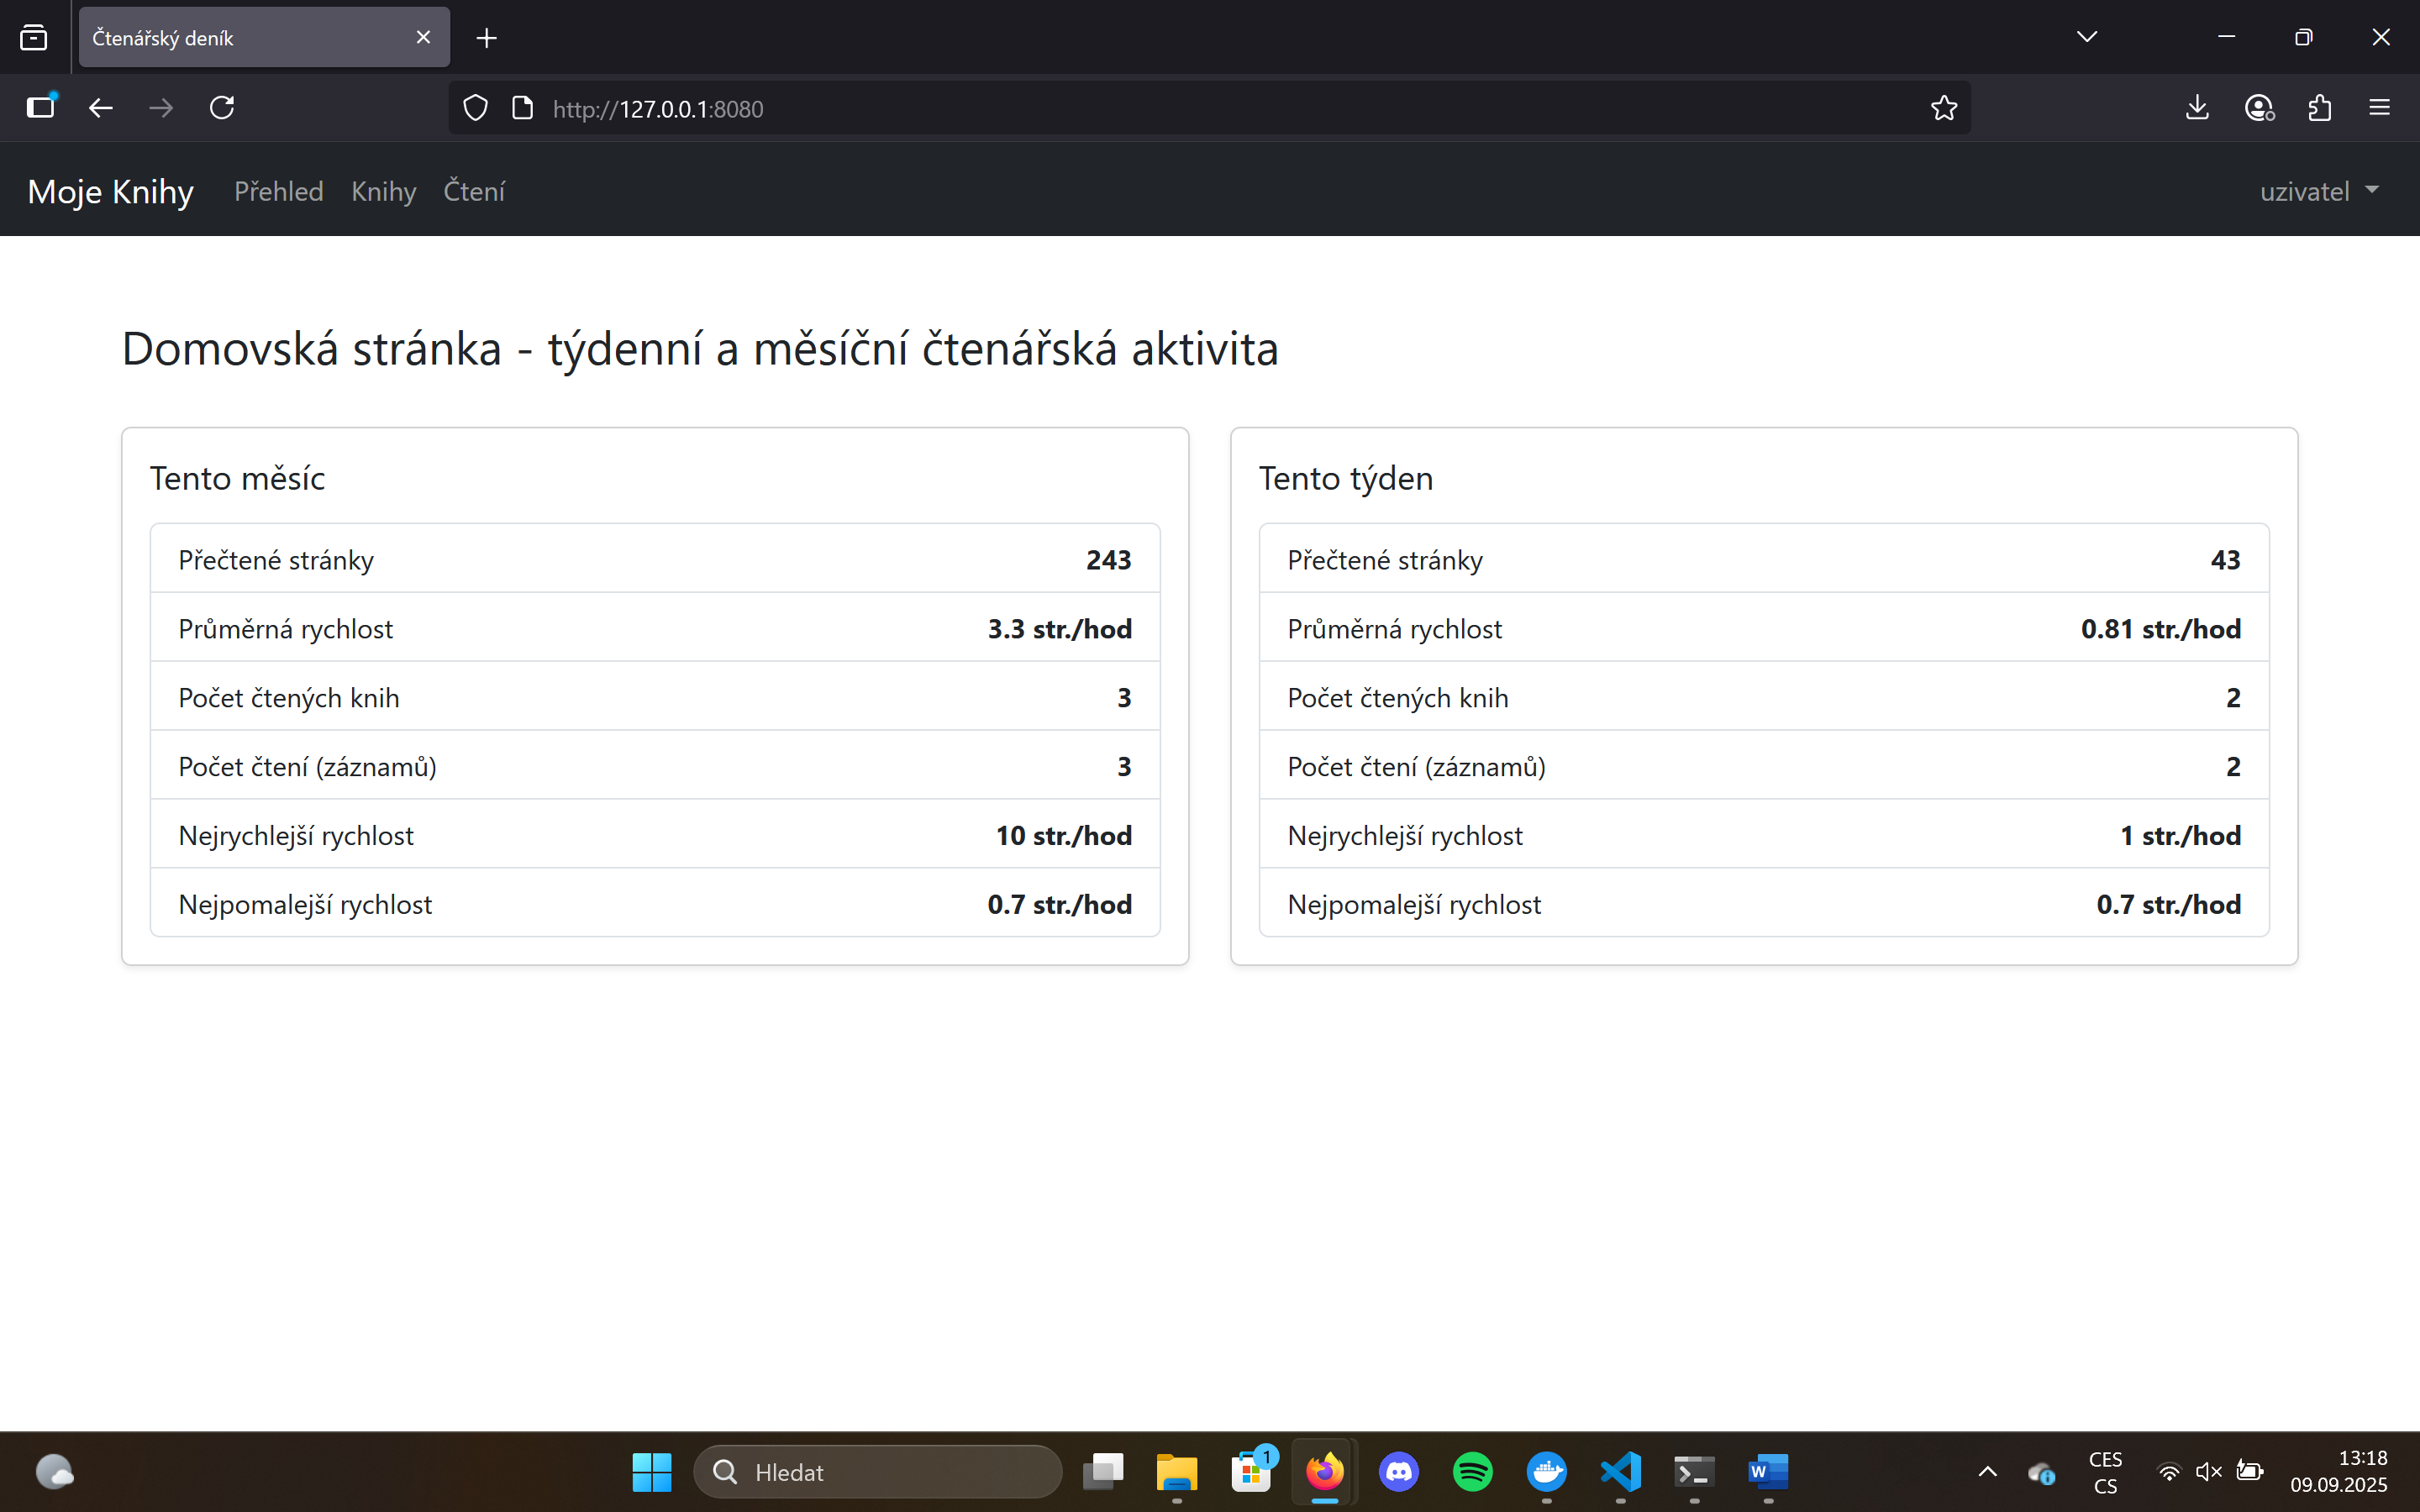 Čtenářský deník
http://127.0.0.1:8080
Moje Knihy Přehled Knihy Čtení uzivatel
Domovská stránka - týdenní a měsíční čtenářská aktivita
Tento měsíc
Přečtené stránky 243
Průměrná rychlost 3.3 str./hod
Počet čtených knih 3
Počet čtení (záznamů) 3
Nejrychlejší rychlost 10 str./hod
Nejpomalejší rychlost 0.7 str./hod
Tento týden
Přečtené stránky 43
Průměrná rychlost 0.81 str./hod
Počet čtených knih 2
Počet čtení (záznamů) 2
Nejrychlejší rychlost 1 str./hod
Nejpomalejší rychlost 0.7 str./hod
Hledat
1
W
CES
CS
13:18
09.09.2025